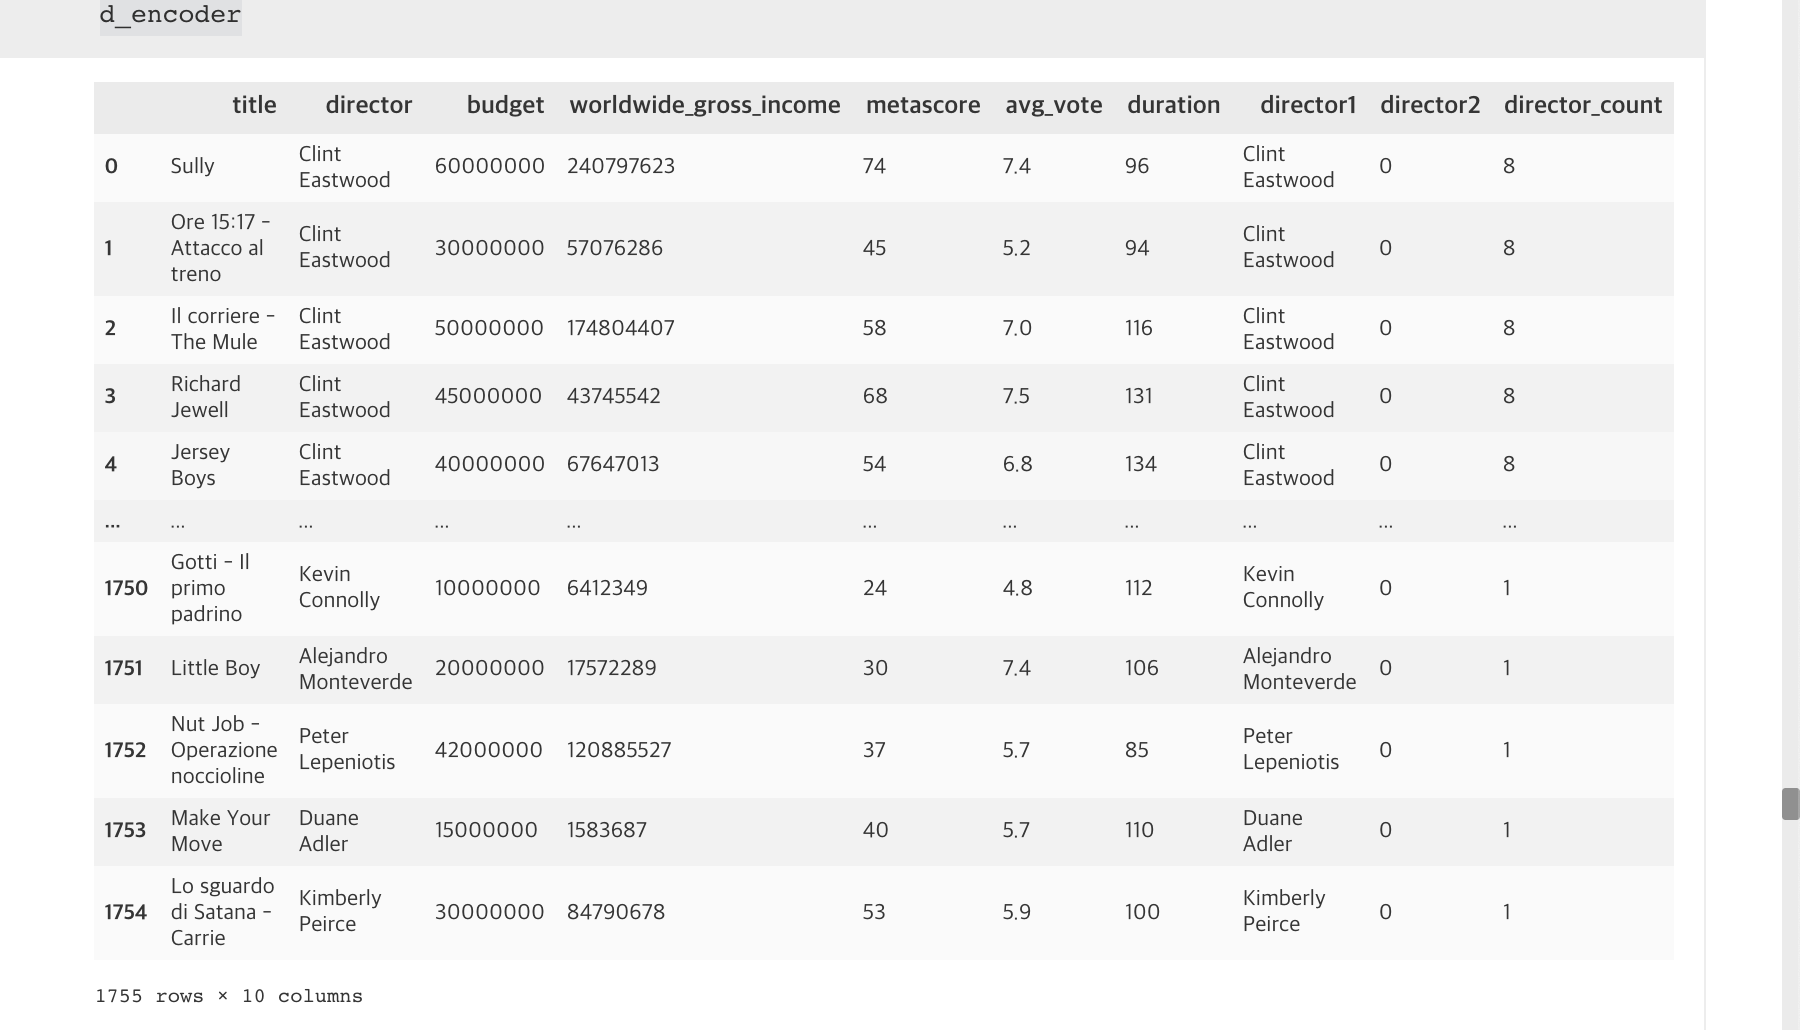 d_encoder
title director budget worldwide_gross_income metascore avg_vote duration director1 director2 director_count
0 Sully Clint Eastwood 60000000 240797623 74 7.4 96 Clint Eastwood 0 8
1 Ore 15:17 - Attacco al treno Clint Eastwood 30000000 57076286 45 5.2 94 Clint Eastwood 0 8
2 Il corriere - The Mule Clint Eastwood 50000000 174804407 58 7.0 116 Clint Eastwood 0 8
3 Richard Jewell Clint Eastwood 45000000 43745542 68 7.5 131 Clint Eastwood 0 8
4 Jersey Boys Clint Eastwood 40000000 67647013 54 6.8 134 Clint Eastwood 0 8
... ... ... ... ... ... ... ... ... ... ...
1750 Gotti - Il primo padrino Kevin Connolly 10000000 6412349 24 4.8 112 Kevin Connolly 0 1
1751 Little Boy Alejandro Monteverde 20000000 17572289 30 7.4 106 Alejandro Monteverde 0 1
1752 Nut Job - Operazione noccioline Peter Lepeniotis 42000000 120885527 37 5.7 85 Peter Lepeniotis 0 1
1753 Make Your Move Duane Adler 15000000 1583687 40 5.7 110 Duane Adler 0 1
1754 Lo sguardo di Satana - Carrie Kimberly Peirce 30000000 84790678 53 5.9 100 Kimberly Peirce 0 1
1755 rows × 10 columns